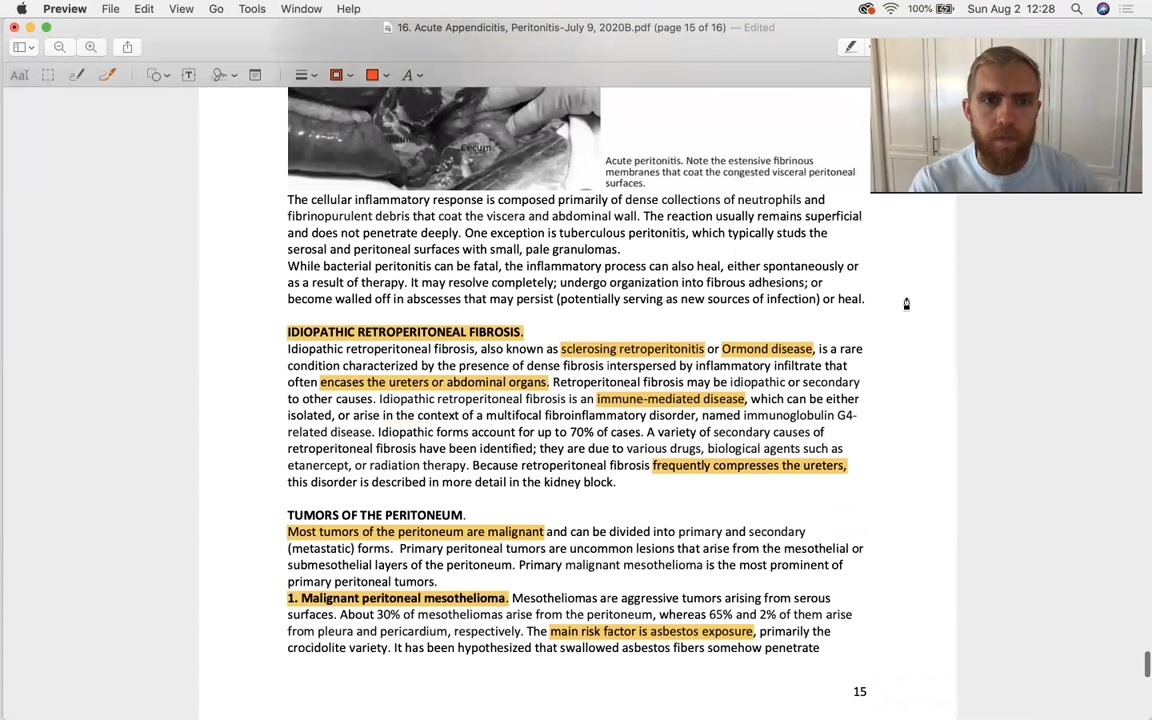 Preview File Edit View Go Tools Window Help 100% Sun Aug 2 12:28
16. Acute Appendicitis, Peritonitis-July 9, 2020B.pdf (page 15 of 16) — Edited
Cecum
Acute peritonitis. Note the estensive fibrinous
membranes that coat the congested visceral peritoneal
surfaces.
The cellular inflammatory response is composed primarily of dense collections of neutrophils and
fibrinopurulent debris that coat the viscera and abdominal wall. The reaction usually remains superficial
and does not penetrate deeply. One exception is tuberculous peritonitis, which typically studs the
serosal and peritoneal surfaces with small, pale granulomas.
While bacterial peritonitis can be fatal, the inflammatory process can also heal, either spontaneously or
as a result of therapy. It may resolve completely; undergo organization into fibrous adhesions; or
become walled off in abscesses that may persist (potentially serving as new sources of infection) or heal.
IDIOPATHIC RETROPERITONEAL FIBROSIS.
Idiopathic retroperitoneal fibrosis, also known as sclerosing retroperitonitis or Ormond disease, is a rare
condition characterized by the presence of dense fibrosis interspersed by inflammatory infiltrate that
often encases the ureters or abdominal organs. Retroperitoneal fibrosis may be idiopathic or secondary
to other causes. Idiopathic retroperitoneal fibrosis is an immune-mediated disease, which can be either
isolated, or arise in the context of a multifocal fibroinflammatory disorder, named immunoglobulin G4-
related disease. Idiopathic forms account for up to 70% of cases. A variety of secondary causes of
retroperitoneal fibrosis have been identified; they are due to various drugs, biological agents such as
etanercept, or radiation therapy. Because retroperitoneal fibrosis frequently compresses the ureters,
this disorder is described in more detail in the kidney block.
TUMORS OF THE PERITONEUM.
Most tumors of the peritoneum are malignant and can be divided into primary and secondary
(metastatic) forms. Primary peritoneal tumors are uncommon lesions that arise from the mesothelial or
submesothelial layers of the peritoneum. Primary malignant mesothelioma is the most prominent of
primary peritoneal tumors.
1. Malignant peritoneal mesothelioma. Mesotheliomas are aggressive tumors arising from serous
surfaces. About 30% of mesotheliomas arise from the peritoneum, whereas 65% and 2% of them arise
from pleura and pericardium, respectively. The main risk factor is asbestos exposure, primarily the
crocidolite variety. It has been hypothesized that swallowed asbestos fibers somehow penetrate
15